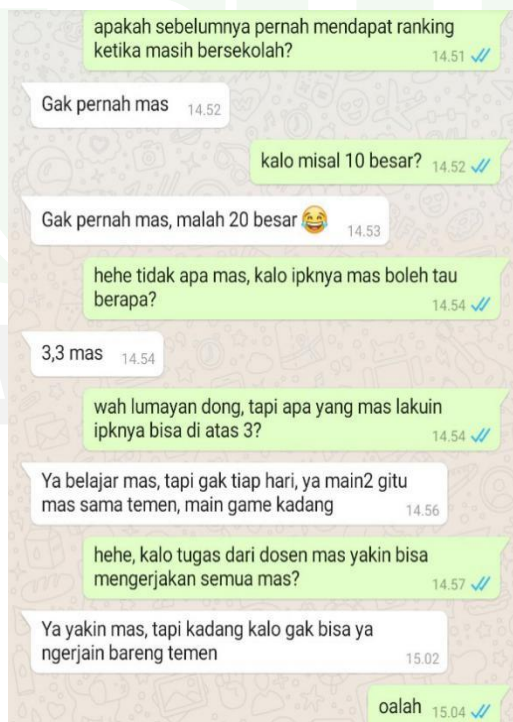 apakah sebelumnya pernah mendapat ranking
ketika masih bersekolah?
14.51
Gak pernah mas
14.52
kalo misal 10 besar?
14.52
Gak pernah mas, malah 20 besar 😂
14.53
hehe tidak apa mas, kalo ipknya mas boleh tau
berapa?
14.54
3,3 mas
14.54
wah lumayan dong, tapi apa yang mas lakuin
ipknya bisa di atas 3?
14.54
Ya belajar mas, tapi gak tiap hari, ya main2 gitu
mas sama temen, main game kadang
14.56
hehe, kalo tugas dari dosen mas yakin bisa
mengerjakan semua mas?
14.57
Ya yakin mas, tapi kadang kalo gak bisa ya
ngerjain bareng temen
15.02
oalah
15.04